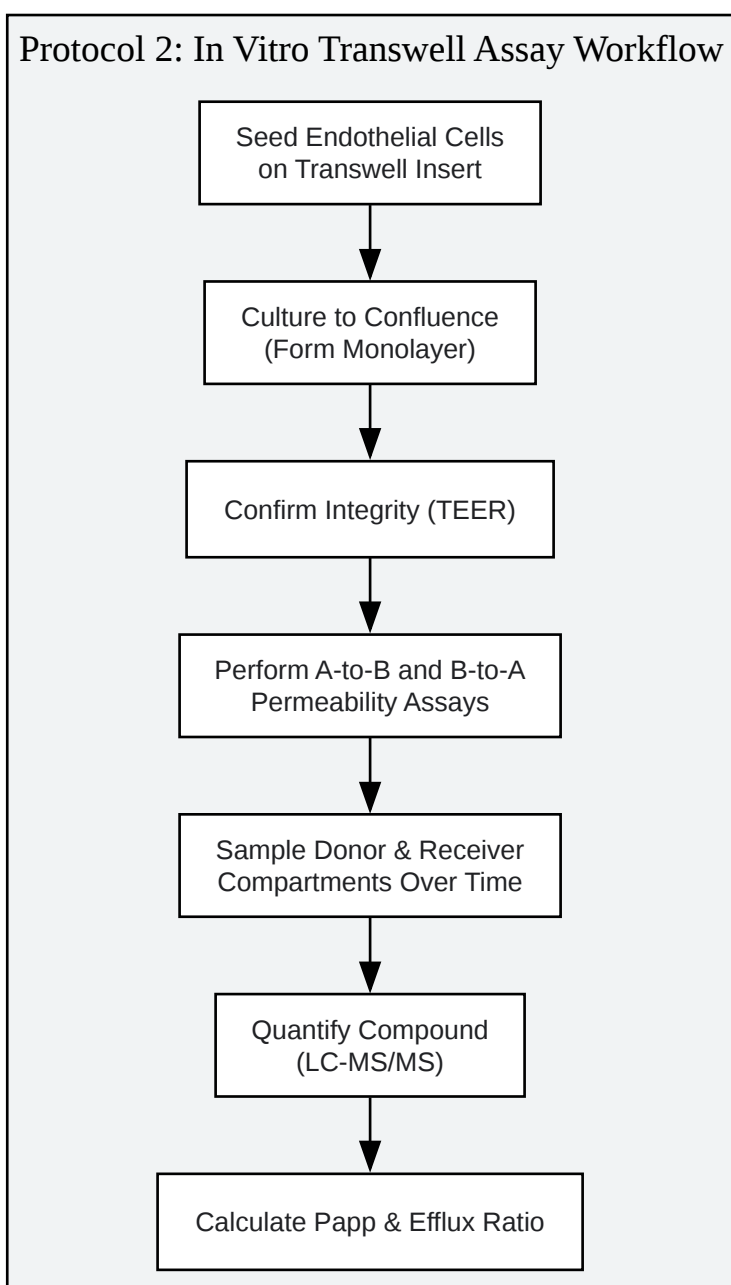 Protocol 2: In Vitro Transwell Assay Workflow
Seed Endothelial Cells
on Transwell Insert
Culture to Confluence
(Form Monolayer)
Confirm Integrity (TEER)
Perform A-to-B and B-to-A
Permeability Assays
Sample Donor & Receiver
Compartments Over Time
Quantify Compound
(LC-MS/MS)
Calculate Papp & Efflux Ratio